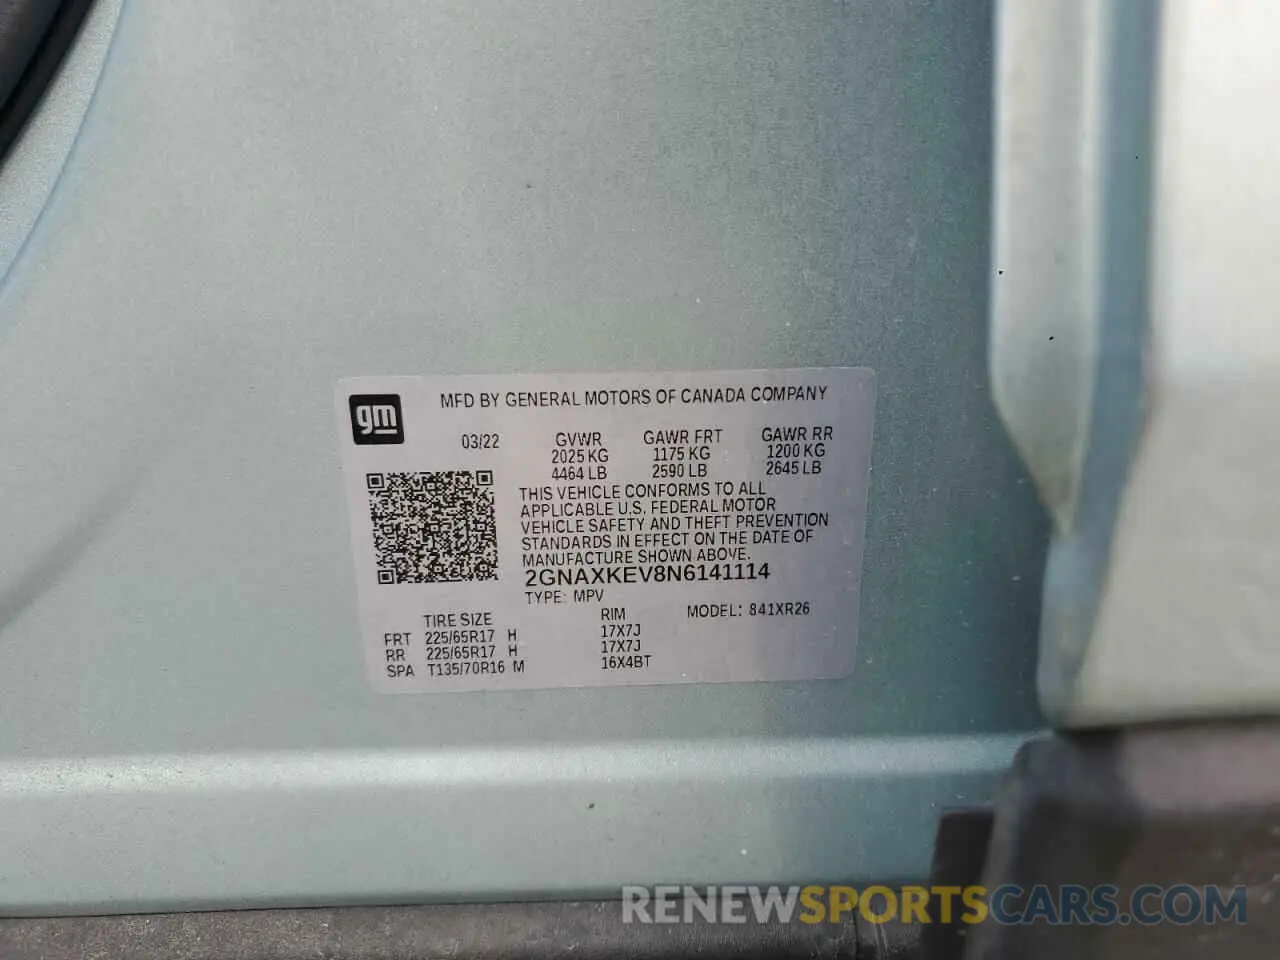 gm
MFD BY GENERAL MOTORS OF CANADA COMPANY
03/22
GVWR GAWR FRT GAWR RR
2025 KG 1175 KG 1200 KG
4464 LB 2590 LB 2645 LB
THIS VEHICLE CONFORMS TO ALL
APPLICABLE U.S. FEDERAL MOTOR
VEHICLE SAFETY AND THEFT PREVENTION
STANDARDS IN EFFECT ON THE DATE OF
MANUFACTURE SHOWN ABOVE.
2GNAXKEV8N6141114
TYPE: MPV
TIRE SIZE RIM MODEL: 841XR26
FRT 225/65R17 H 17X7J
RR 225/65R17 H 17X7J
SPA T135/70R16 M 16X4BT
RENEWSPORTSCARS.COM